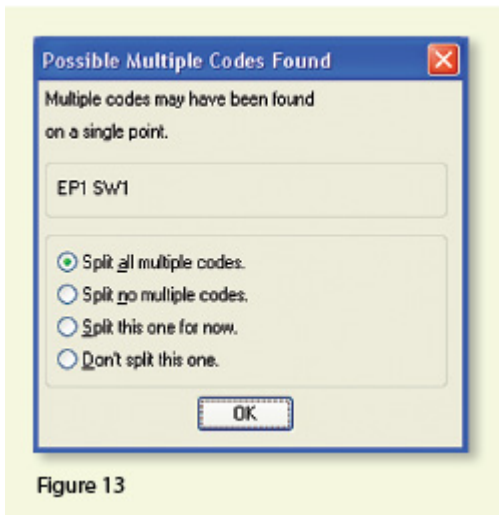 Possible Multiple Codes Found
Multiple codes may have been found
on a single point.
EP1 SW1
Split all multiple codes.
Split no multiple codes.
Split this one for now.
Don't split this one.
OK
Figure 13